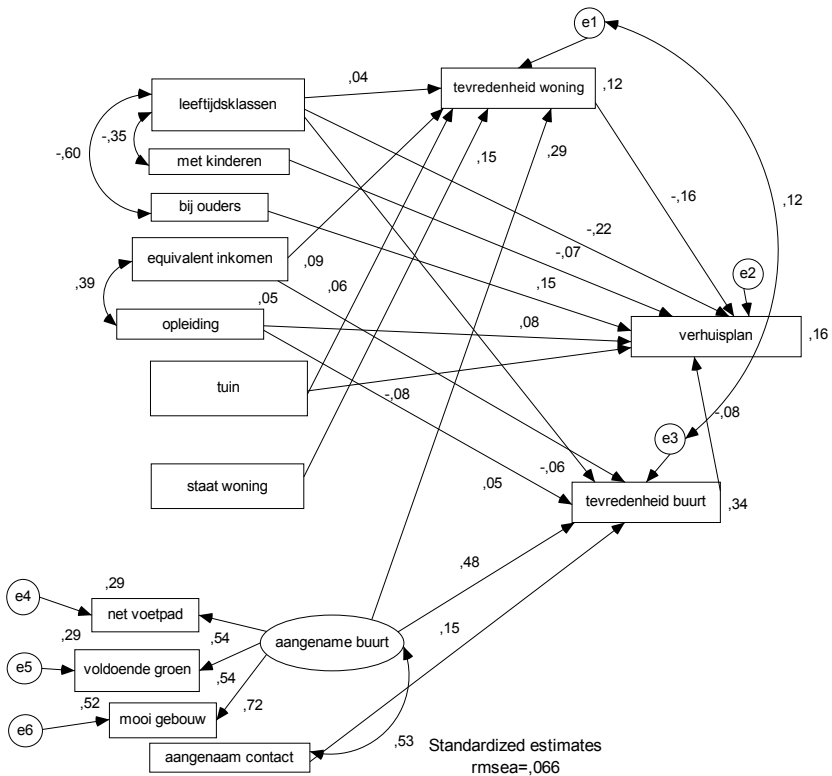 e1
,04
tevredenheid woning
,12
leeftijdsklassen
-,35
-,60
met kinderen
,15
,29
-,16
,12
bij ouders
-,22
equivalent inkomen
,09
-,07
e2
,39
,05
,06
,15
opleiding
,08
verhuisplan
,16
tuin
-,08
-,08
e3
staat woning
-,06
,05
tevredenheid buurt
,34
,48
e4
,29
net voetpad
,54
aangename buurt
,15
e5
,29
voldoende groen
,54
e6
,52
mooi gebouw
,72
aangenaam contact
,53
Standardized estimates
rmsea=,066